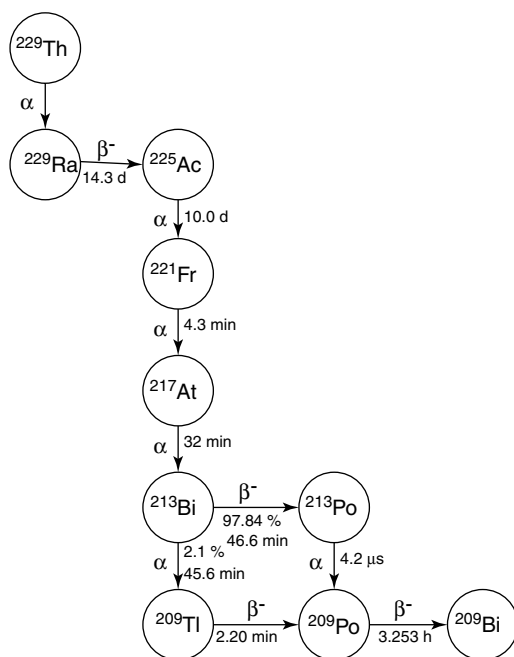 ²²⁹Th
α
²²⁹Ra
β⁻
14.3 d
²²⁵Ac
α
10.0 d
²²¹Fr
α
4.3 min
²¹⁷At
α
32 min
²¹³Bi
β⁻
97.84 %
46.6 min
²¹³Po
α
2.1 %
45.6 min
α
4.2 µs
²⁰⁹Tl
β⁻
2.20 min
²⁰⁹Po
β⁻
3.253 h
²⁰⁹Bi